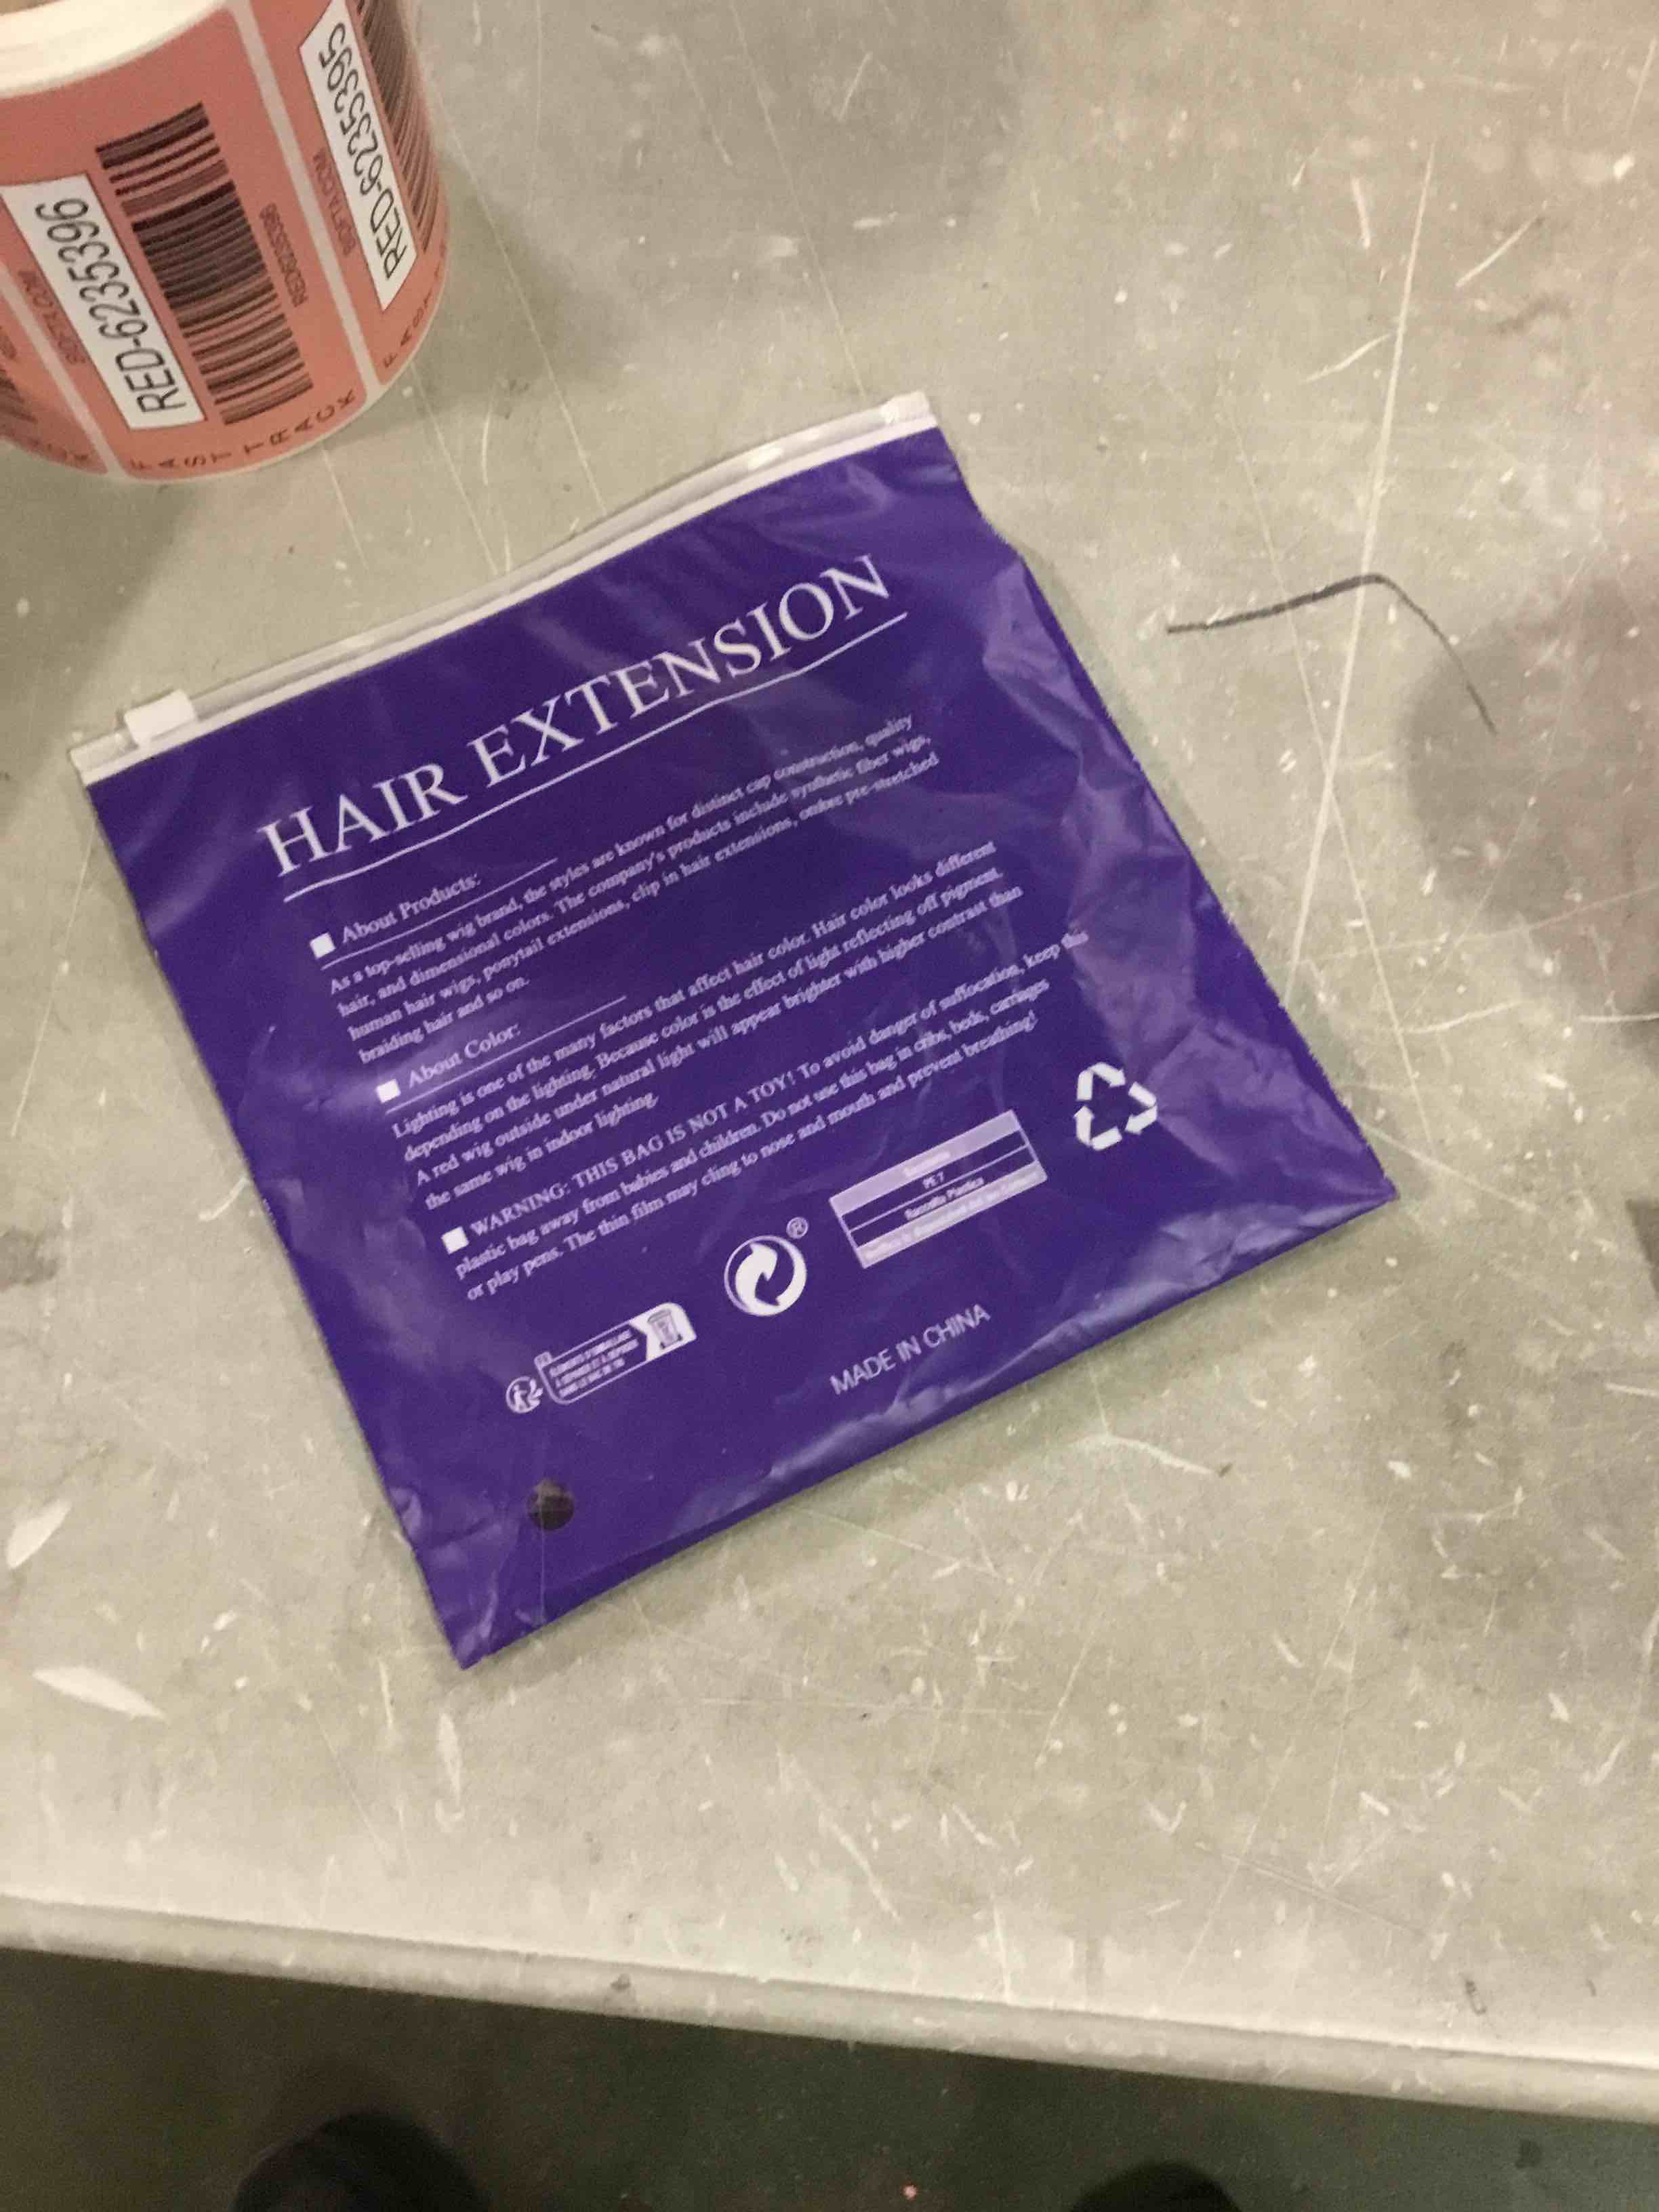 RED-62353395
RED-62353396
FAST TRACK
HAIR EXTENSION
About Products:
As a top-selling wig brand, the styles are known for distinct cap construction, quality
hair, and dimensional colors. The company's products include synthetic fiber wigs,
human hair wigs, ponytail extensions, clip in hair extensions, ombre pre-stretched
braiding hair and so on.
About Color:
Lighting is one of the many factors that affect hair color. Hair color looks different
depending on the lighting. Because color is the effect of light reflecting off pigment.
A red wig outside under natural light will appear brighter with higher contrast than
the same wig in indoor lighting.
WARNING: THIS BAG IS NOT A TOY! To avoid danger of suffocation, keep this
plastic bag away from babies and children. Do not use this bag in cribs, beds, carriages
or play pens. The thin film may cling to nose and mouth and prevent breathing!
PE 7
Raccolta Plastica
®
MADE IN CHINA